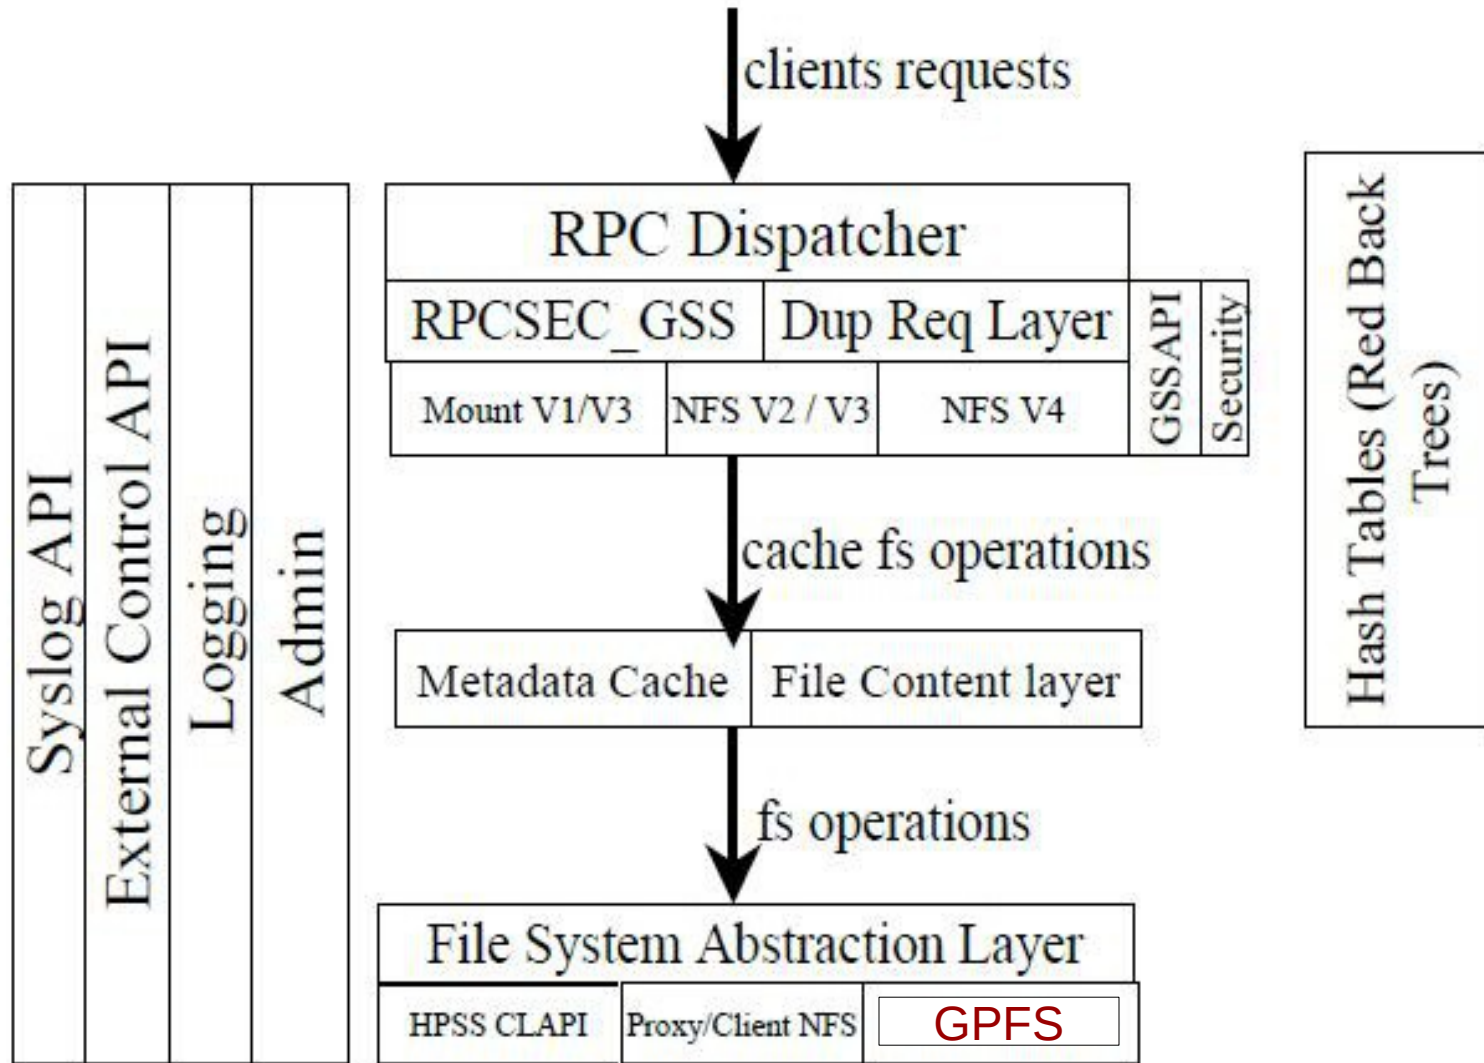 clients requests
RPC Dispatcher
RPCSEC_GSS
Dup Req Layer
GSSAPI
Security
Mount V1/V3
NFS V2 / V3
NFS V4
cache fs operations
Metadata Cache
File Content layer
fs operations
File System Abstraction Layer
HPSS CLAPI
Proxy/Client NFS
GPFS
Syslog API
External Control API
Logging
Admin
Hash Tables (Red Back
Trees)